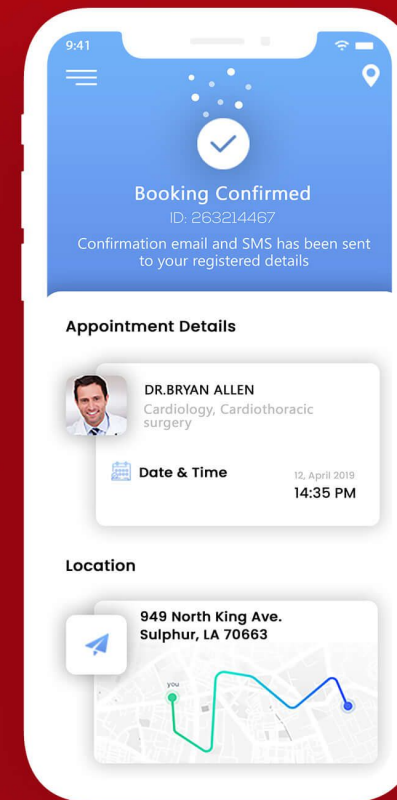 9:41
Booking Confirmed
ID: 263214467
Confirmation email and SMS has been sent
to your registered details
Appointment Details
DR.BRYAN ALLEN
Cardiology, Cardiothoracic
surgery
Date & Time
12, April 2019
14:35 PM
Location
949 North King Ave.
Sulphur, LA 70663
you